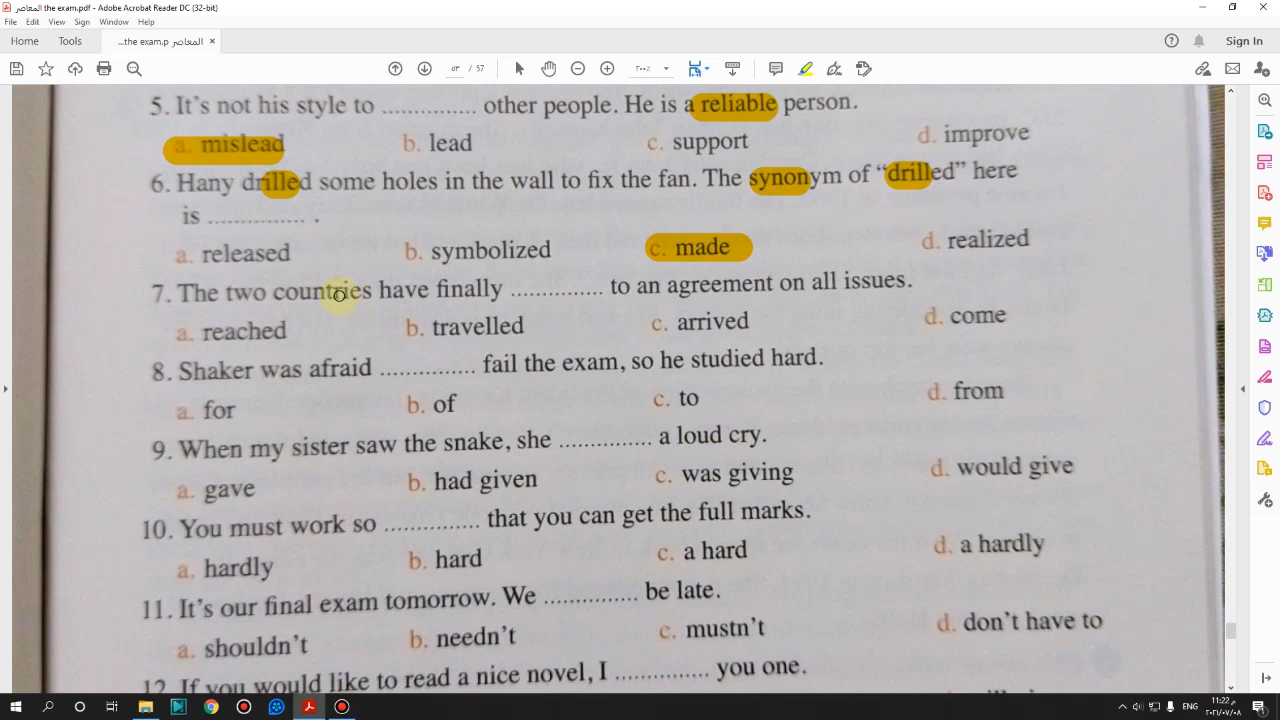 المعاصر the exam.pdf - Adobe Acrobat Reader DC (32-bit)
File Edit View Sign Window Help
Home Tools ...the exam.p المعاصر × Sign In
٥٣ / 57
5. It's not his style to .............. other people. He is a reliable person.
a. mislead b. lead c. support d. improve
6. Hany drilled some holes in the wall to fix the fan. The synonym of “drilled” here
is .............. .
a. released b. symbolized c. made d. realized
7. The two countries have finally .............. to an agreement on all issues.
a. reached b. travelled c. arrived d. come
8. Shaker was afraid .............. fail the exam, so he studied hard.
a. for b. of c. to d. from
9. When my sister saw the snake, she .............. a loud cry.
a. gave b. had given c. was giving d. would give
10. You must work so .............. that you can get the full marks.
a. hardly b. hard c. a hard d. a hardly
11. It's our final exam tomorrow. We .............. be late.
a. shouldn't b. needn't c. mustn't d. don't have to
12. If you would like to read a nice novel, I .............. you one.
ENG م 11:22